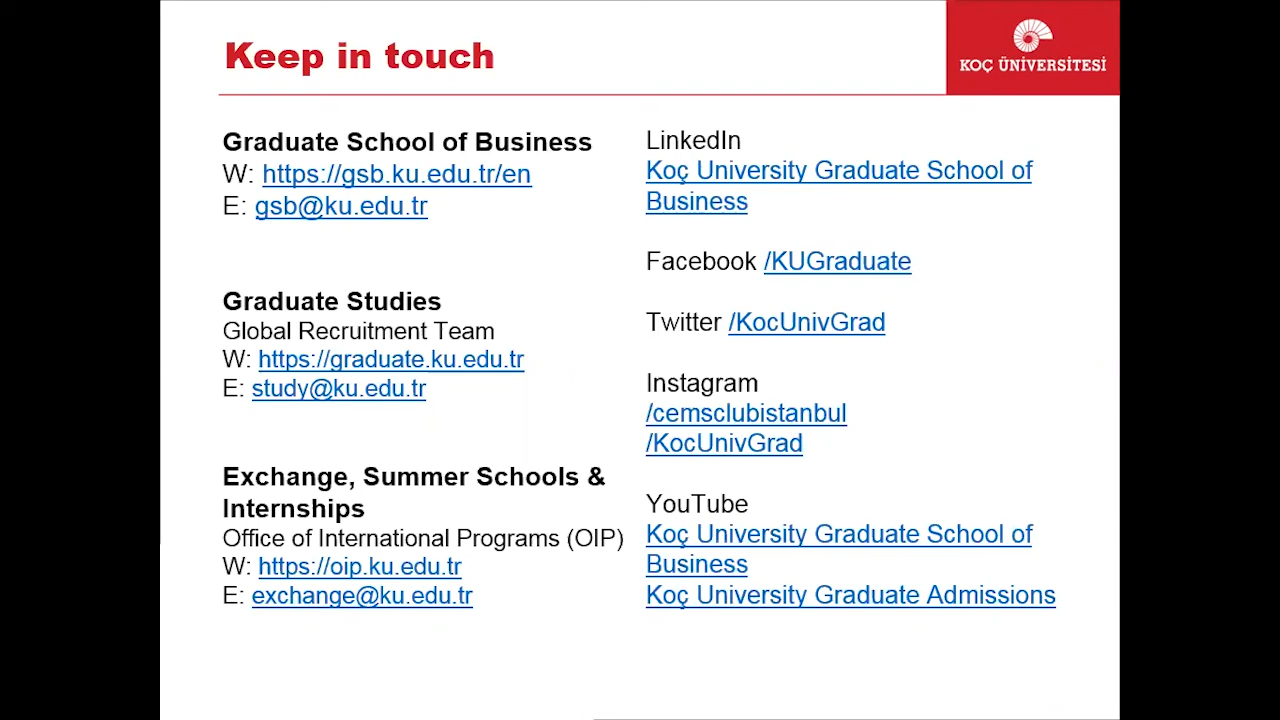 Keep in touch
KOÇ ÜNİVERSİTESİ
Graduate School of Business
W: https://gsb.ku.edu.tr/en
E: gsb@ku.edu.tr
Graduate Studies
Global Recruitment Team
W: https://graduate.ku.edu.tr
E: study@ku.edu.tr
Exchange, Summer Schools &
Internships
Office of International Programs (OIP)
W: https://oip.ku.edu.tr
E: exchange@ku.edu.tr
LinkedIn
Koç University Graduate School of
Business
Facebook /KUGraduate
Twitter /KocUnivGrad
Instagram
/cemsclubistanbul
/KocUnivGrad
YouTube
Koç University Graduate School of
Business
Koç University Graduate Admissions